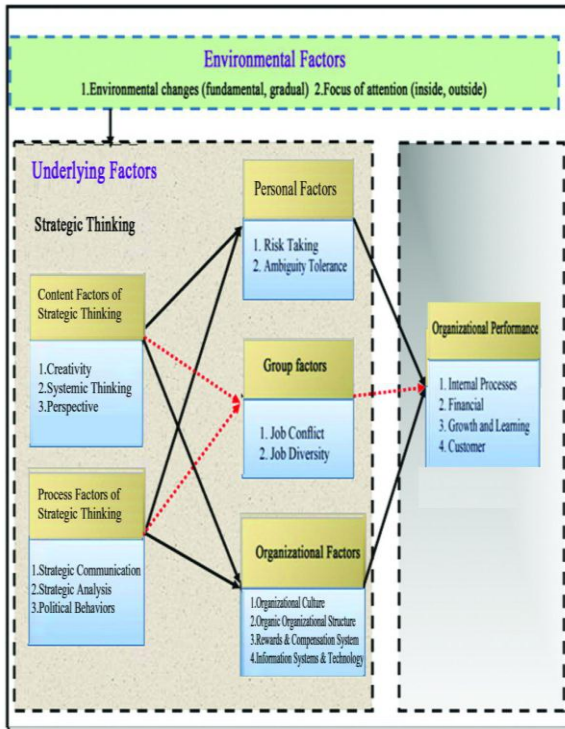 Environmental Factors
1.Environmental changes (fundamental, gradual) 2.Focus of attention (inside, outside)
Underlying Factors
Strategic Thinking
Content Factors of
Strategic Thinking
1.Creativity
2.Systemic Thinking
3.Perspective
Process Factors of
Strategic Thinking
1.Strategic Communication
2.Strategic Analysis
3.Political Behaviors
Personal Factors
1. Risk Taking
2. Ambiguity Tolerance
Group factors
1. Job Conflict
2. Job Diversity
Organizational Factors
1.Organizational Culture
2.Organic Organizational Structure
3.Rewards & Compensation System
4.Information Systems & Technology
Organizational Performance
1. Internal Processes
2. Financial
3. Growth and Learning
4. Customer